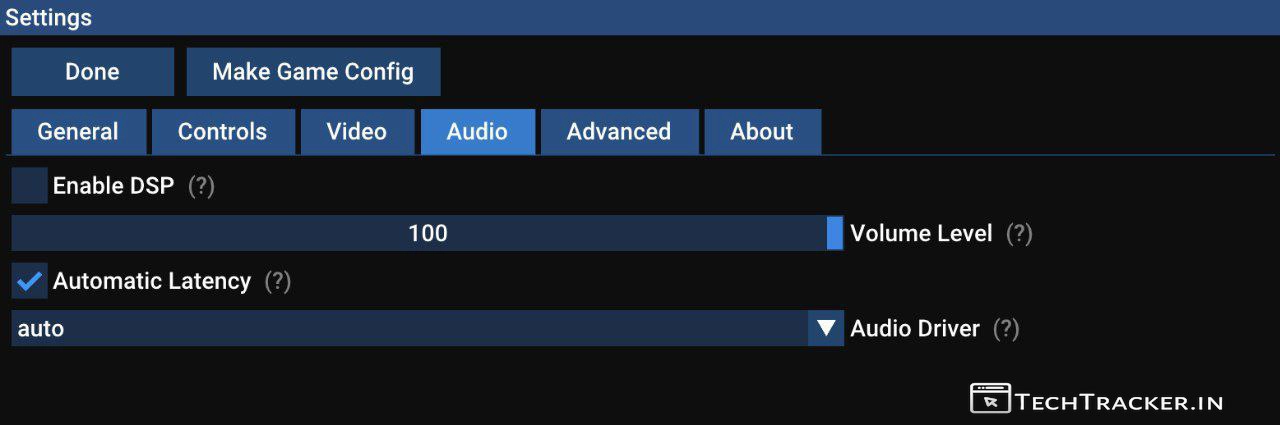 Settings
Done Make Game Config
General Controls Video Audio Advanced About
Enable DSP (?)
100 Volume Level (?)
Automatic Latency (?)
auto Audio Driver (?)
TECHTRACKER.IN